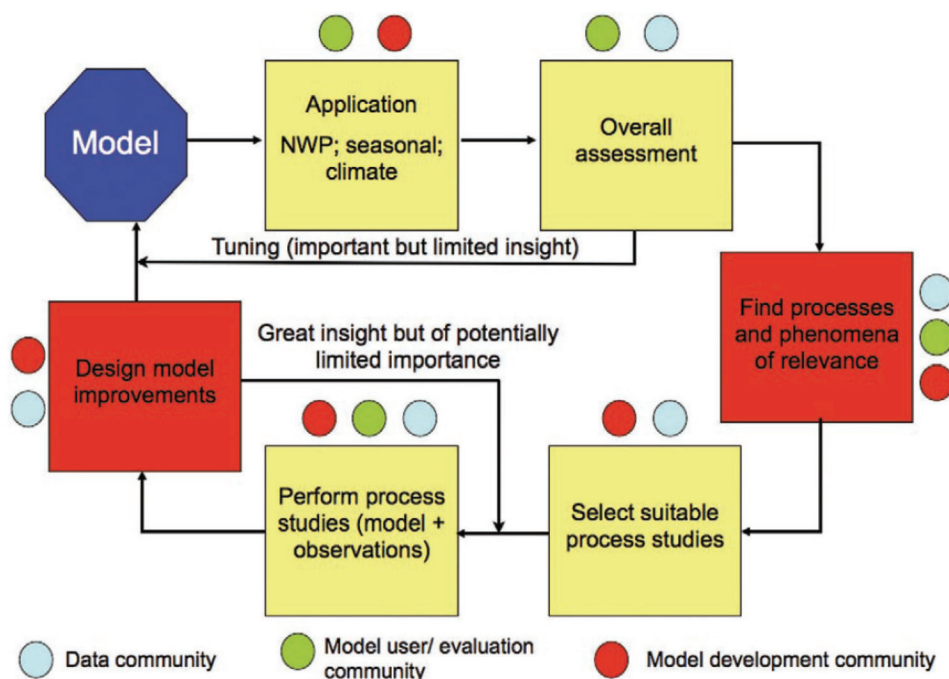 Model
Application
NWP; seasonal;
climate
Overall
assessment
Tuning (important but limited insight)
Find processes
and phenomena
of relevance
Great insight but of potentially
limited importance
Design model
improvements
Perform process
studies (model +
observations)
Select suitable
process studies
Data community
Model user/ evaluation
community
Model development community